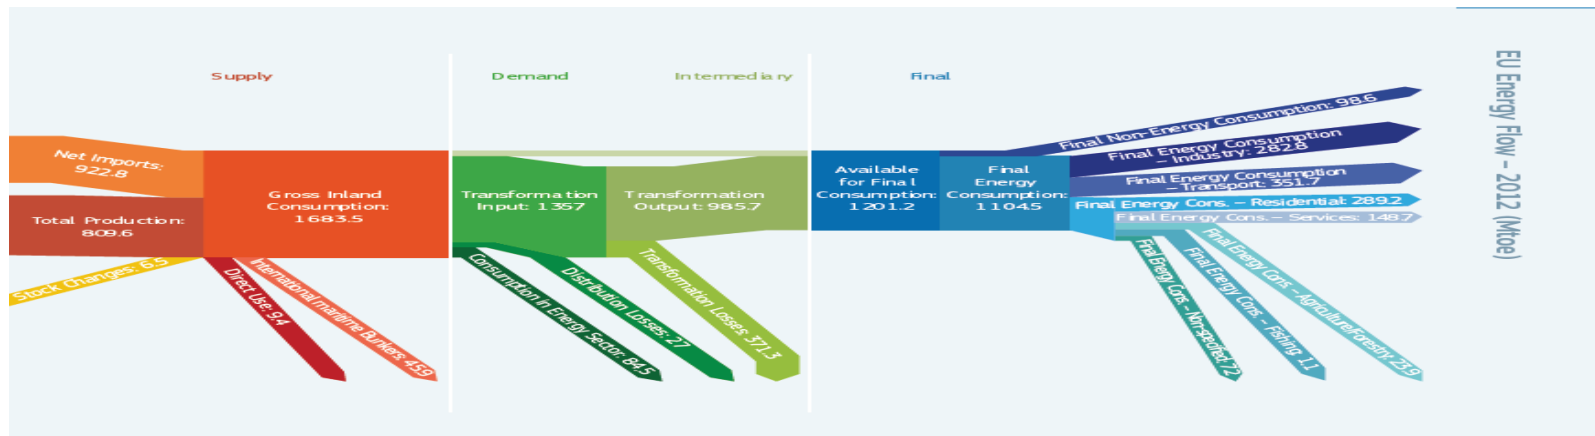 Supply
Demand
Intermediary
Final
Net Imports:
922.8
Total Production:
809.6
Stock Changes: 6.5
Gross Inland
Consumption:
1683.5
Direct Use: 9.4
International maritime Bunkers: 45.9
Transformation
Input: 1357
Transformation
Output: 985.7
Consumption in Energy Sector: 84.5
Distribution Losses: 27
Transformation Losses: 371.3
Available
for Final
Consumption:
1201.2
Final
Energy
Consumption:
1104.5
Final Non-Energy Consumption: 98.6
Final Energy Consumption
– Industry: 282.8
Final Energy Consumption
– Transport: 351.7
Final Energy Cons. – Residential: 289.2
Final Energy Cons. – Services: 148.7
Final Energy Cons. – Agriculture/Forestry: 23.9
Final Energy Cons. – Fishing: 1.1
Final Energy Cons. – Non-specified: 7.2
EU Energy Flow – 2012 (Mtoe)